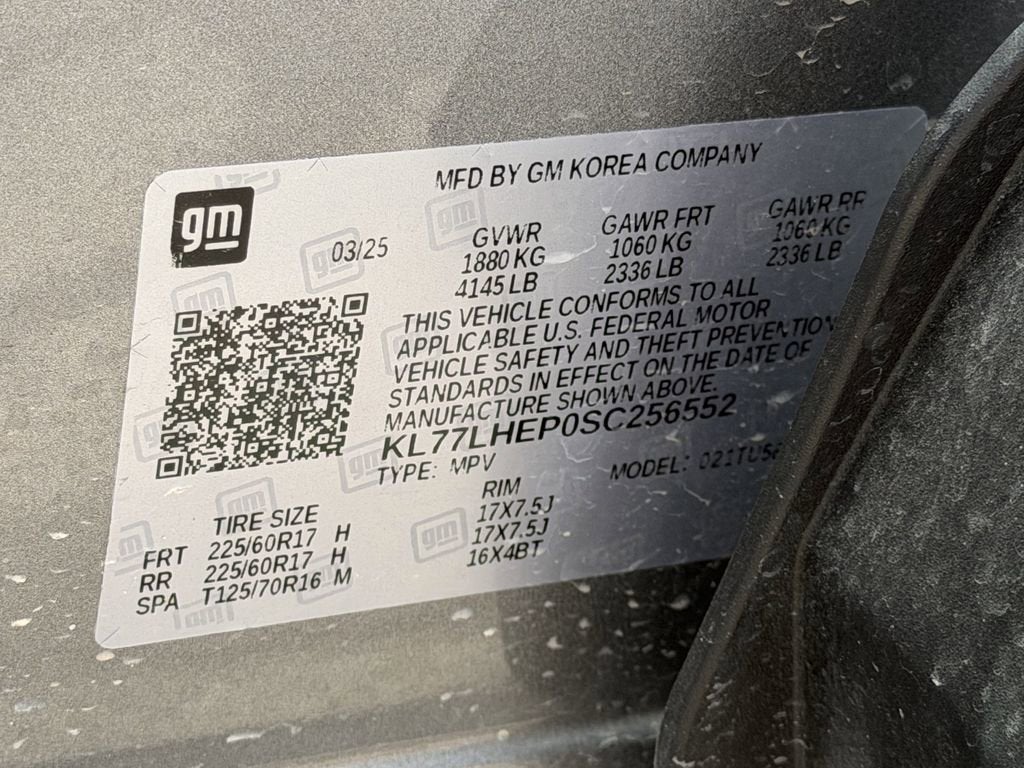 MFD BY GM KOREA COMPANY
gm
03/25
GVWR GAWR FRT GAWR RR
1880 KG 1060 KG 1060 KG
4145 LB 2336 LB 2336 LB
THIS VEHICLE CONFORMS TO ALL
APPLICABLE U.S. FEDERAL MOTOR
VEHICLE SAFETY AND THEFT PREVENTION
STANDARDS IN EFFECT ON THE DATE OF
MANUFACTURE SHOWN ABOVE.
KL77LHEP0SC256552
TYPE: MPV MODEL:
TIRE SIZE RIM
FRT 225/60R17 H 17X7.5J
RR 225/60R17 H 17X7.5J
SPA T125/70R16 M 16X4BT